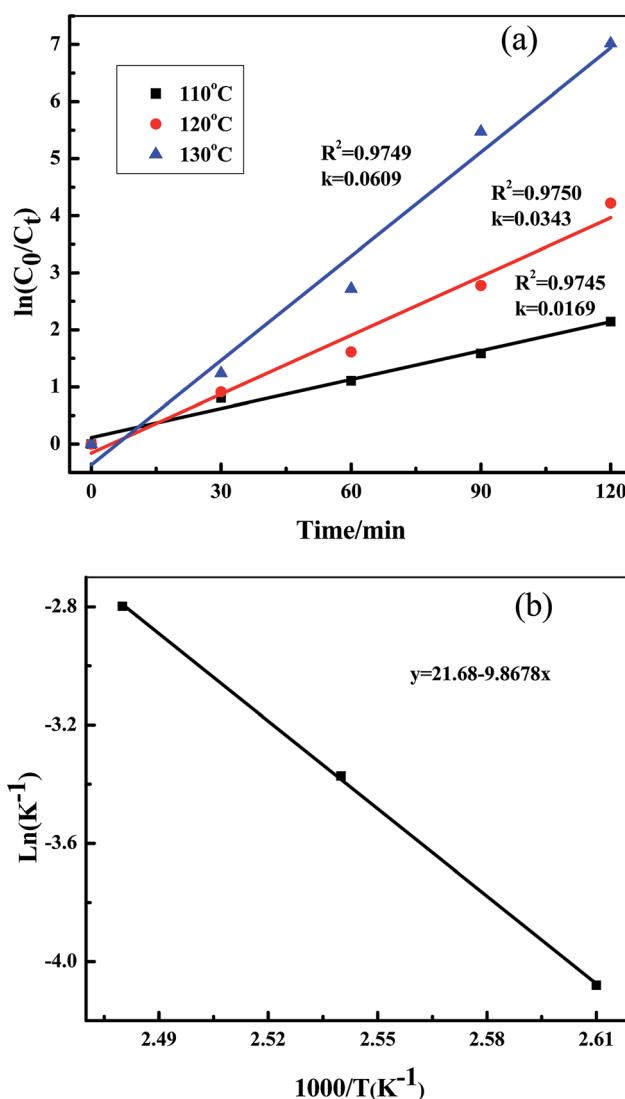 (a)
7
6
5
4
3
2
1
0
110°C
120°C
130°C
R²=0.9749
k=0.0609
R²=0.9750
k=0.0343
R²=0.9745
k=0.0169
ln(C₀/Cₜ)
0 30 60 90 120
Time/min
(b)
-2.8
-3.2
-3.6
-4.0
y=21.68-9.8678x
Ln(K⁻¹)
2.49 2.52 2.55 2.58 2.61
1000/T(K⁻¹)